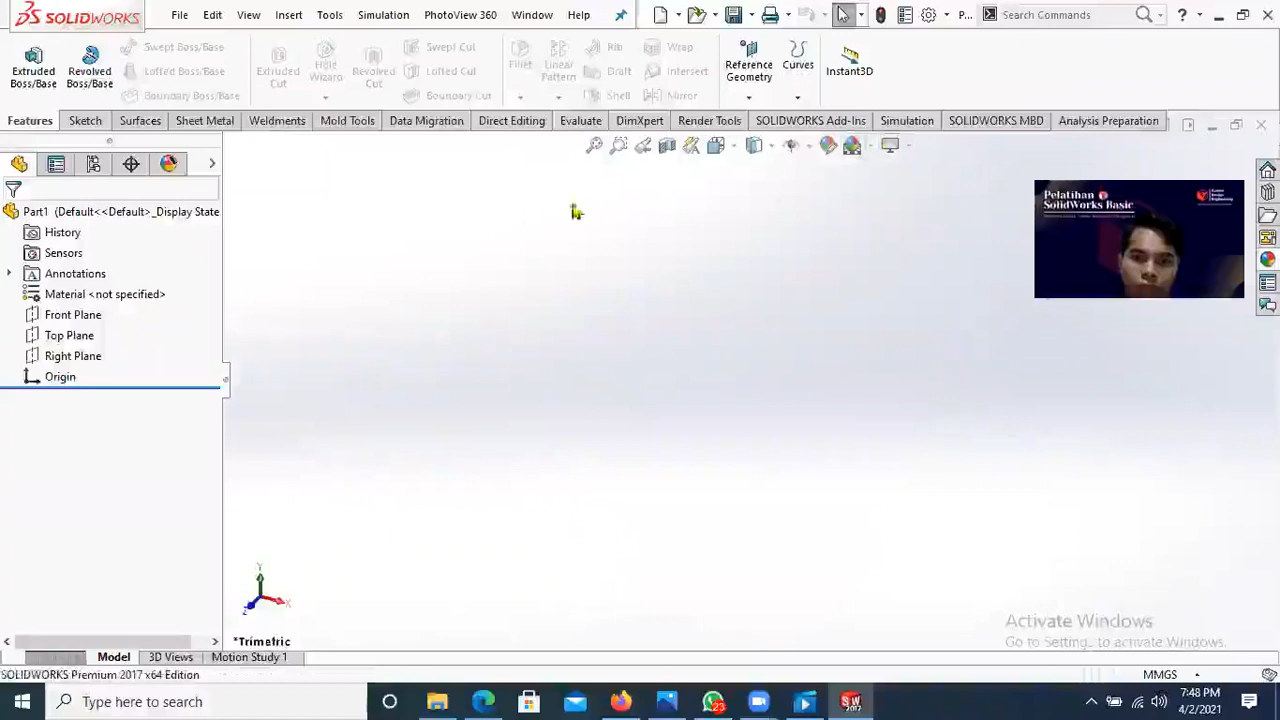 SOLIDWORKS
File Edit View Insert Tools Simulation PhotoView 360 Window Help
P...
Search Commands
Extruded Boss/Base
Revolved Boss/Base
Swept Boss/Base
Lofted Boss/Base
Boundary Boss/Base
Extruded Cut
Hole Wizard
Revolved Cut
Swept Cut
Lofted Cut
Boundary Cut
Fillet
Linear Pattern
Rib
Draft
Shell
Wrap
Intersect
Mirror
Reference Geometry
Curves
Instant3D
Features Sketch Surfaces Sheet Metal Weldments Mold Tools Data Migration Direct Editing Evaluate DimXpert Render Tools SOLIDWORKS Add-Ins Simulation SOLIDWORKS MBD Analysis Preparation
Part1 (Default<<Default>_Display State
History
Sensors
Annotations
Material <not specified>
Front Plane
Top Plane
Right Plane
Origin
Pelatihan
SolidWorks Basic
Y
X
Z
*Trimetric
Activate Windows
Go to Settings to activate Windows.
Model 3D Views Motion Study 1
SOLIDWORKS Premium 2017 x64 Edition
MMGS
Type here to search
23
SW
2017
7:48 PM
4/2/2021